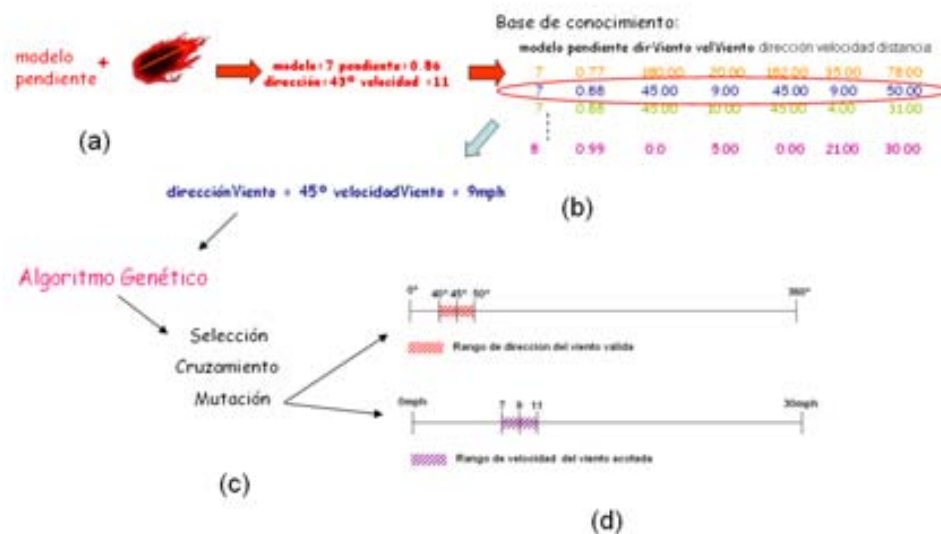 modelo
pendiente
+
modelo=7 pendiente=0.86
dirección=43º velocidad =11
(a)
Base de conocimiento:
modelo pendiente dirViento velViento dirección velocidad distancia
7 0.77 180.00 20.00 182.00 35.00 78.00
7 0.88 45.00 9.00 45.00 9.00 50.00
7 0.88 45.00 10.00 45.00 4.00 31.00
8 0.99 0.0 5.00 0.00 21.00 30.00
(b)
direcciónViento = 45º velocidadViento = 9mph
Algoritmo Genético
Selección
Cruzamiento
Mutación
(c)
0º 40º 45º 50º 360º
Rango de dirección del viento válida
0mph 7 9 11 30mph
Rango de velocidad del viento acotada
(d)